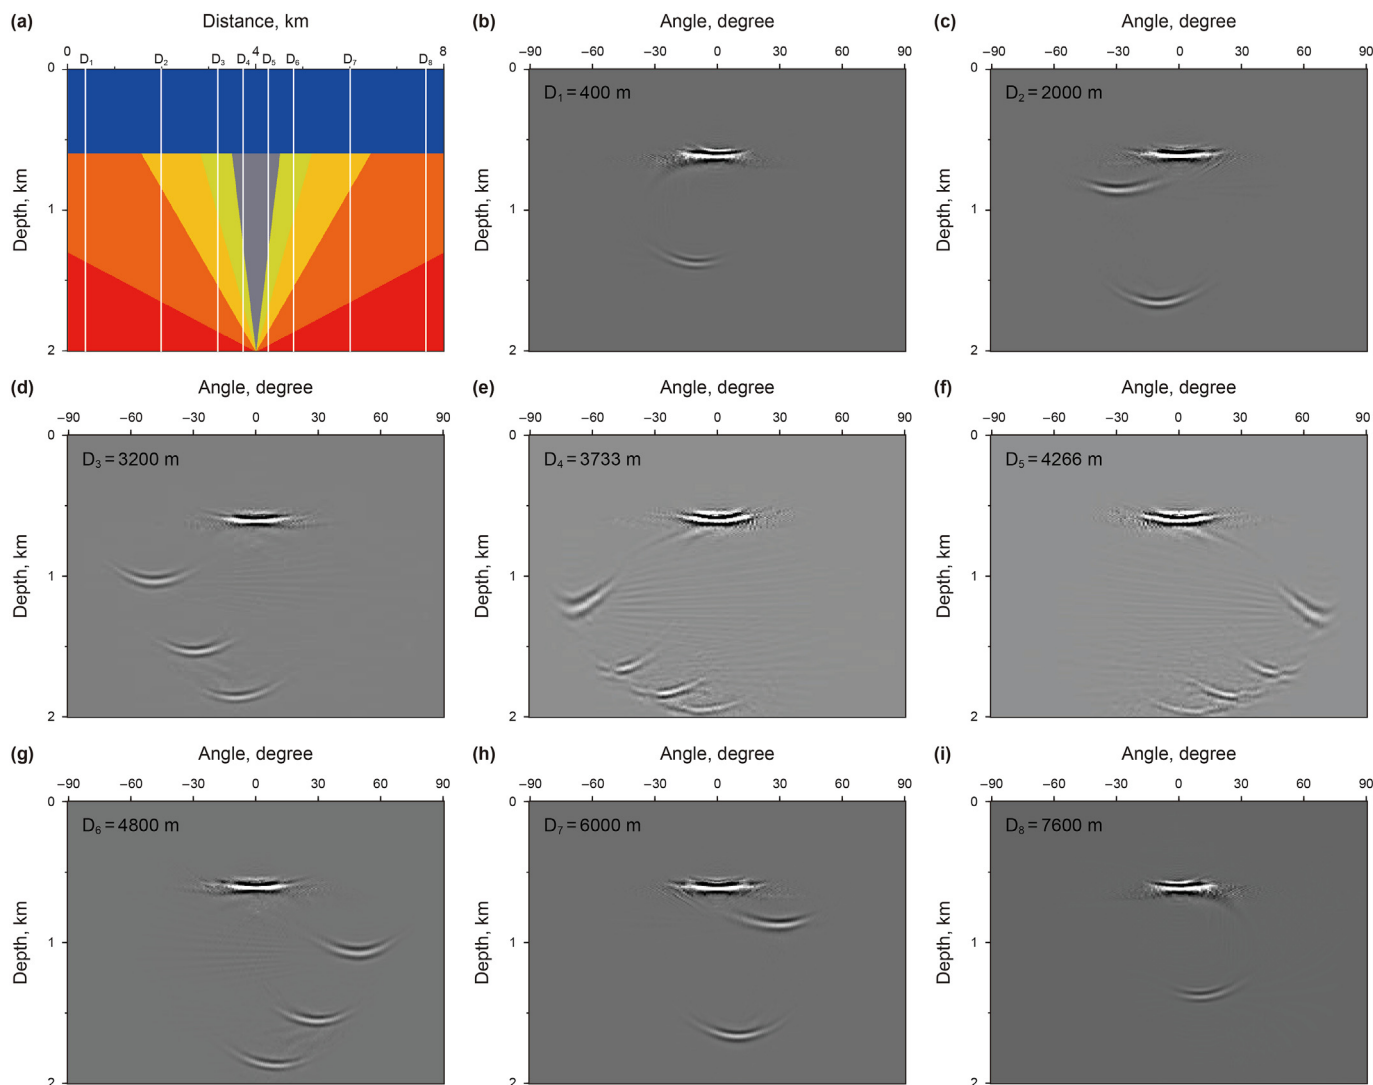 (a) Distance, km
0 4 8
D₁ D₂ D₃ D₄ D₅ D₆ D₇ D₈
0
1
2
Depth, km
(b) Angle, degree
−90 −30 0 30 90
D₁ = 400 m
0
1
2
Depth, km
(c) Angle, degree
−90 −30 0 30 90
D₂ = 2000 m
0
1
2
Depth, km
(d) Angle, degree
−90 −60 −30 0 30 60 90
D₃ = 3200 m
0
1
2
Depth, km
(e) Angle, degree
−90 −60 −30 0 30 60 90
D₄ = 3733 m
0
1
2
Depth, km
(f) Angle, degree
−90 −60 −30 0 30 60 90
D₅ = 4266 m
0
1
2
Depth, km
(g) Angle, degree
−90 −60 −30 0 30 60 90
D₆ = 4800 m
0
1
2
Depth, km
(h) Angle, degree
−90 −60 −30 0 30 60 90
D₇ = 6000 m
0
1
2
Depth, km
(i) Angle, degree
−90 −60 −30 0 30 60 90
D₈ = 7600 m
0
1
2
Depth, km